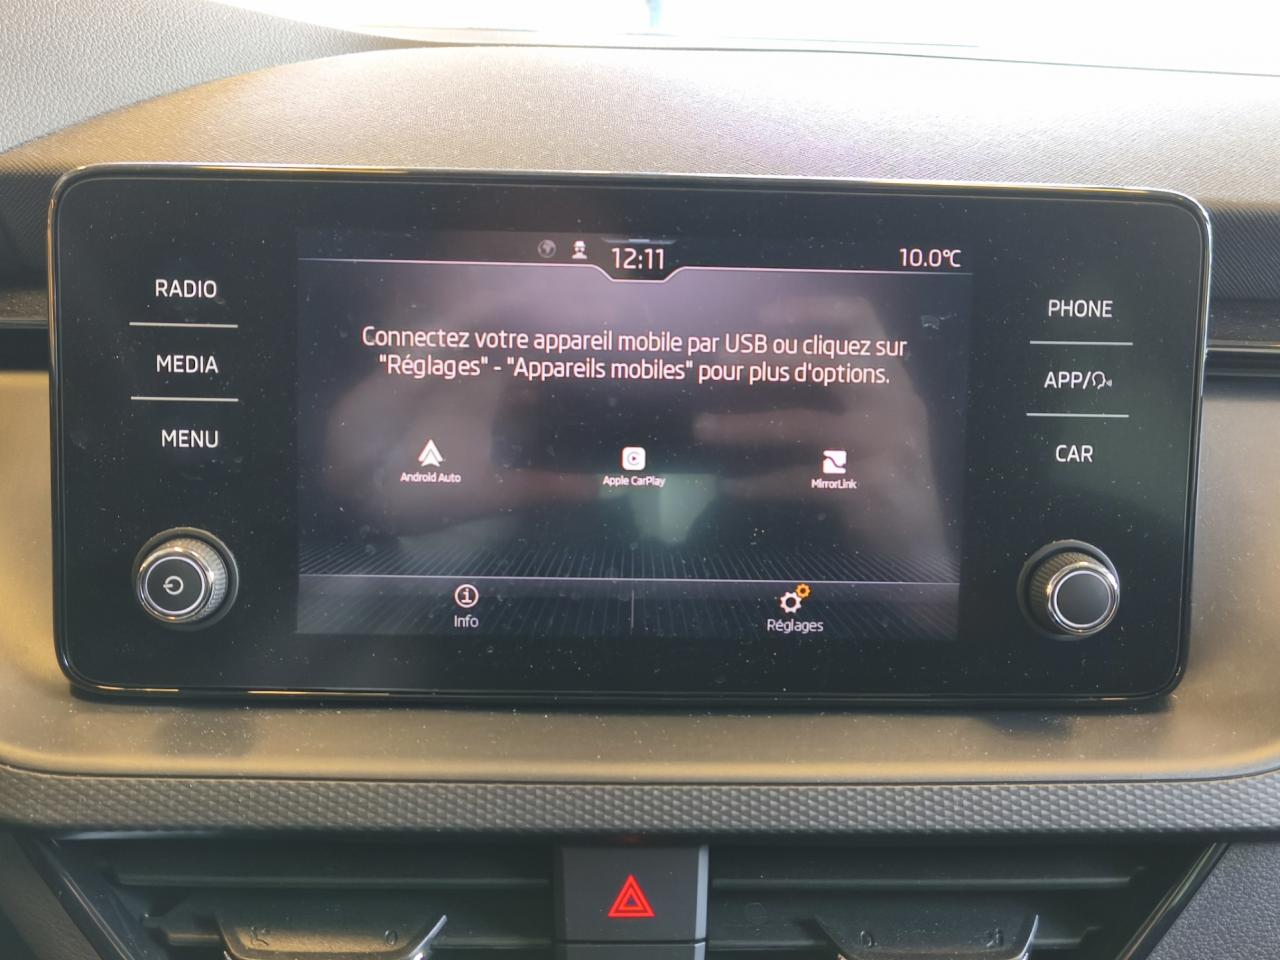 12:11
10.0°C
RADIO
MEDIA
MENU
Connectez votre appareil mobile par USB ou cliquez sur
"Réglages" - "Appareils mobiles" pour plus d'options.
Android Auto
Apple CarPlay
MirrorLink
Info
Réglages
PHONE
APP/
CAR